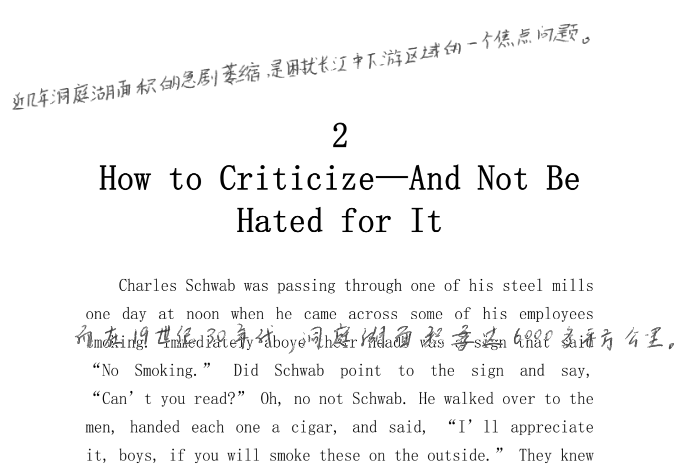 近几年洞庭湖面积的急剧萎缩,是困扰长江中下游区域的一个焦点问题。
2
How to Criticize—And Not Be
Hated for It
Charles Schwab was passing through one of his steel mills
one day at noon when he came across some of his employees
而在19世纪30年代,洞庭湖面积曾达6000多平方公里。
smoking. Immediately above their heads was a sign that said
“No Smoking.” Did Schwab point to the sign and say,
“Can't you read?” Oh, no not Schwab. He walked over to the
men, handed each one a cigar, and said, “I'll appreciate
it, boys, if you will smoke these on the outside.” They knew